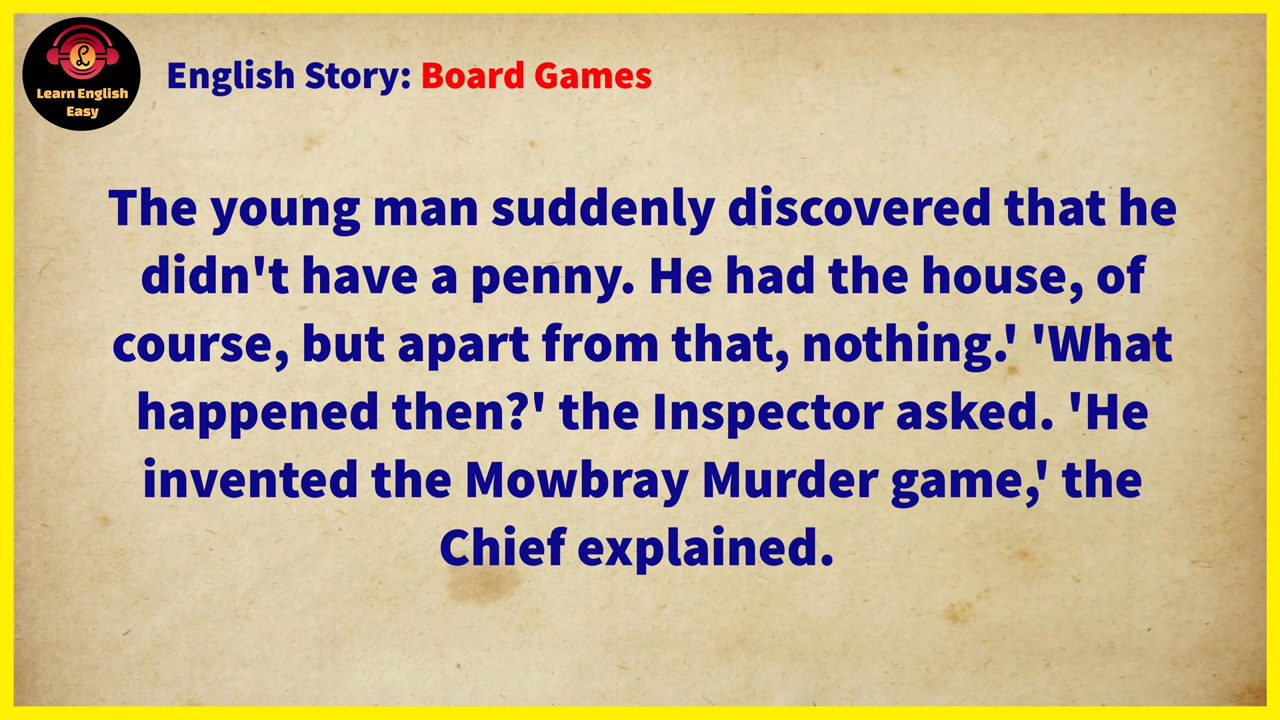 Learn English
Easy
English Story: Board Games
The young man suddenly discovered that he
didn't have a penny. He had the house, of
course, but apart from that, nothing.' 'What
happened then?' the Inspector asked. 'He
invented the Mowbray Murder game,' the
Chief explained.